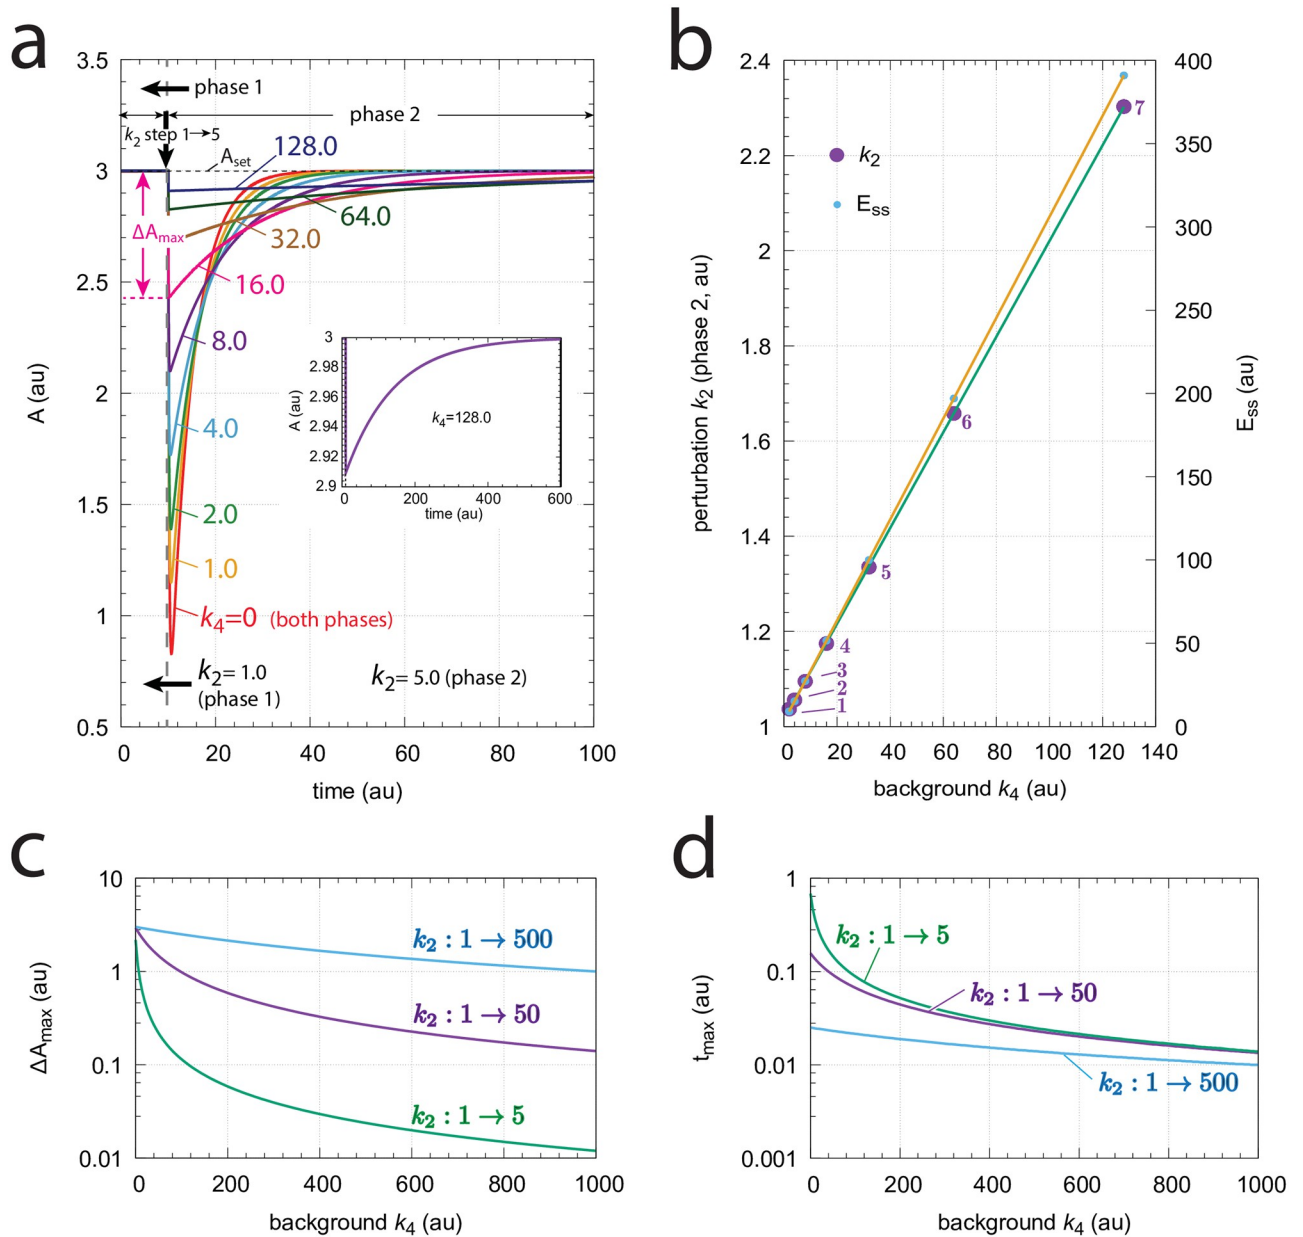 a
3.5
3
2.5
2
1.5
1
0.5
A (au)
phase 1
phase 2
k2 step 1→5
Aset
128.0
64.0
ΔAmax
32.0
16.0
8.0
4.0
2.0
1.0
k4=0 (both phases)
k2= 1.0
(phase 1)
k2= 5.0 (phase 2)
3
2.98
2.96
2.94
2.92
2.9
A (au)
k4=128.0
0 200 400 600
time (au)
0 20 40 60 80 100
time (au)
b
2.4
2.2
2
1.8
1.6
1.4
1.2
1
perturbation k2 (phase 2, au)
k2
Ess
7
6
5
4
3
2
1
400
350
300
250
200
150
100
50
0
Ess (au)
0 20 40 60 80 100 120 140
background k4 (au)
c
10
1
0.1
0.01
ΔAmax (au)
k2 : 1 → 500
k2 : 1 → 50
k2 : 1 → 5
0 200 400 600 800 1000
background k4 (au)
d
1
0.1
0.01
0.001
tmax (au)
k2 : 1 → 5
k2 : 1 → 50
k2 : 1 → 500
0 200 400 600 800 1000
background k4 (au)